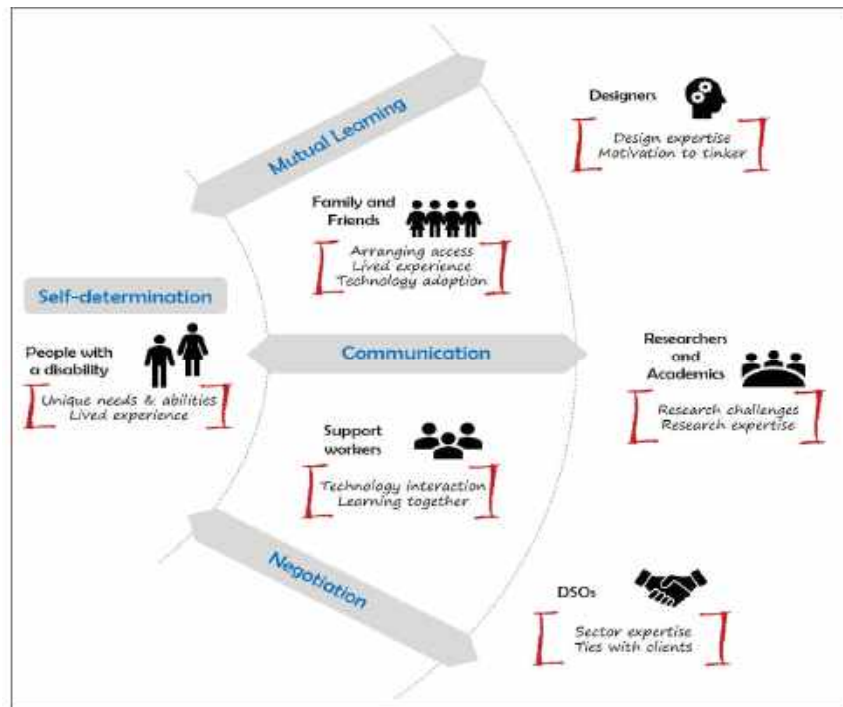 Mutual Learning
Designers
Design expertise
Motivation to tinker
Family and
Friends
Arranging access
Lived experience
Technology adoption
Self-determination
People with
a disability
Unique needs & abilities
Lived experience
Communication
Researchers
and
Academics
Research challenges
Research expertise
Support
workers
Technology interaction
Learning together
Negotiation
DSOs
Sector expertise
Ties with clients